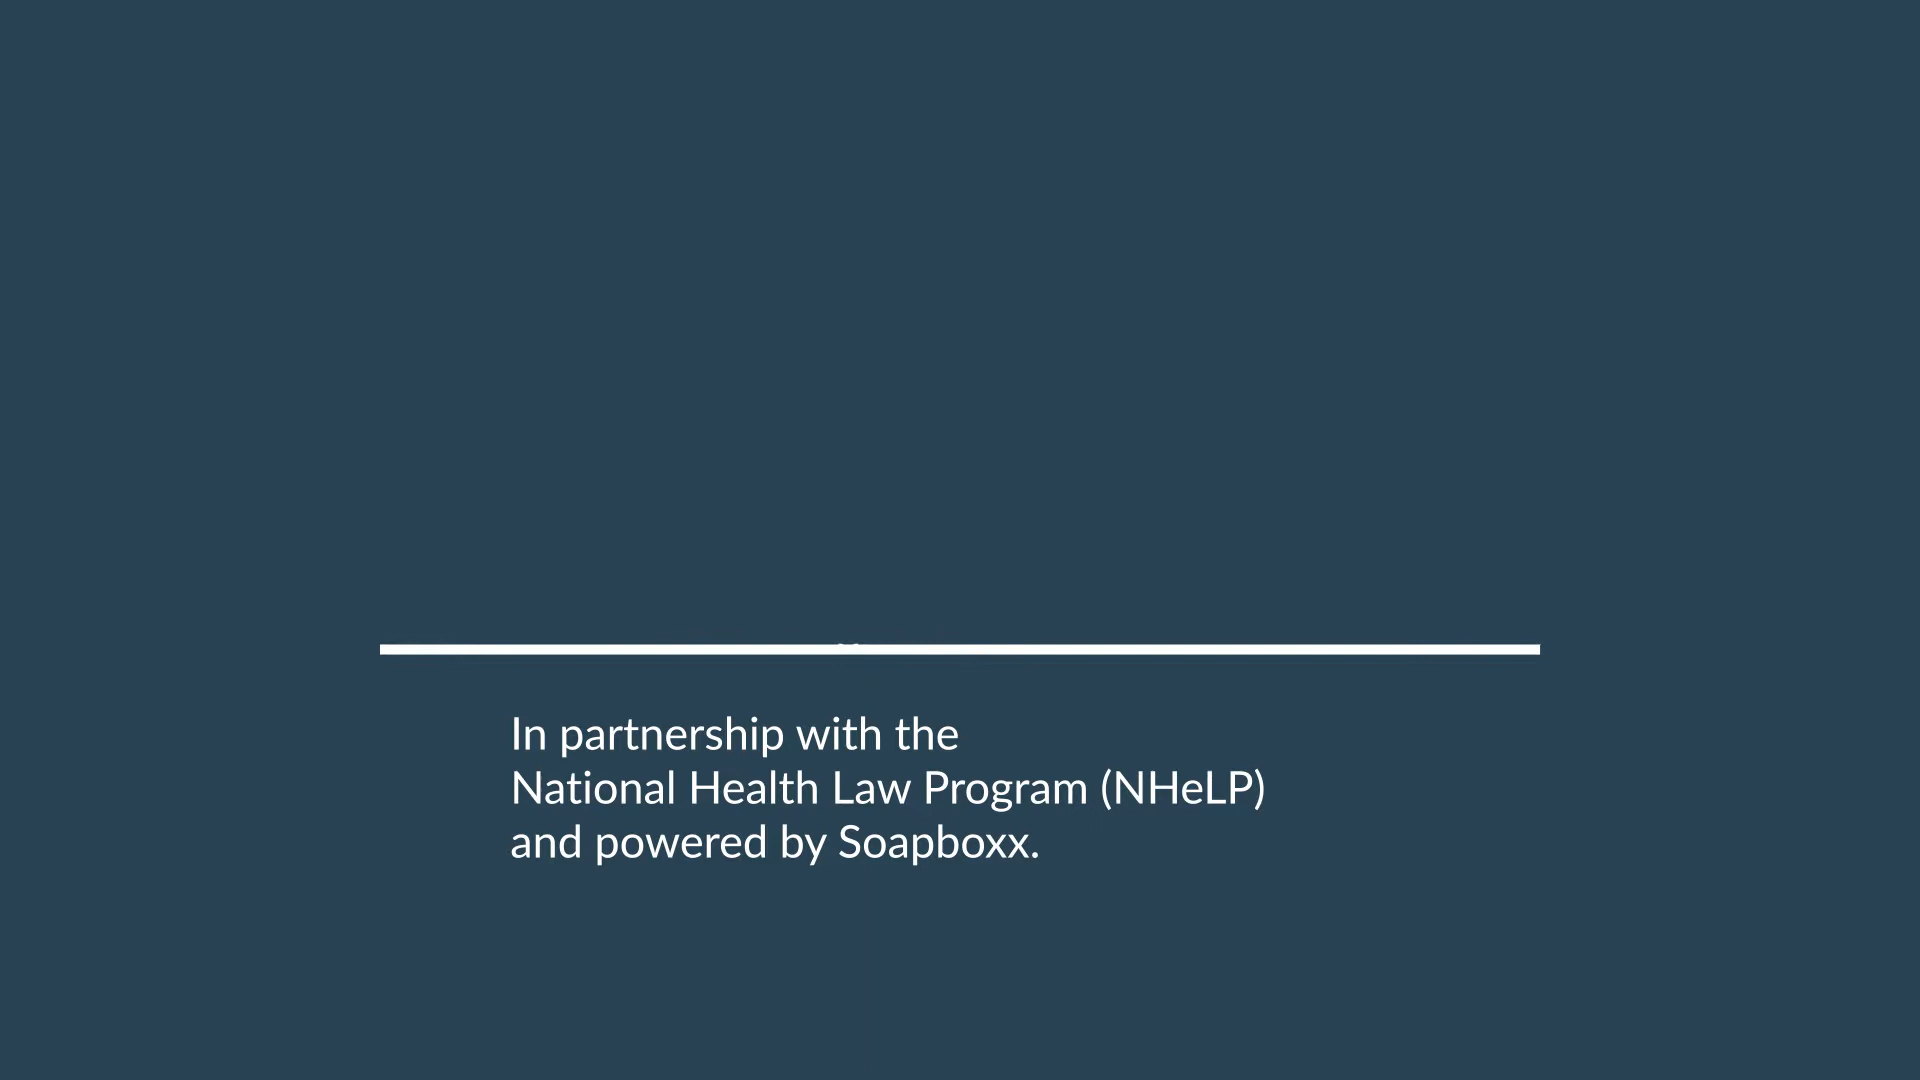 In partnership with the
National Health Law Program (NHeLP)
and powered by Soapboxx.